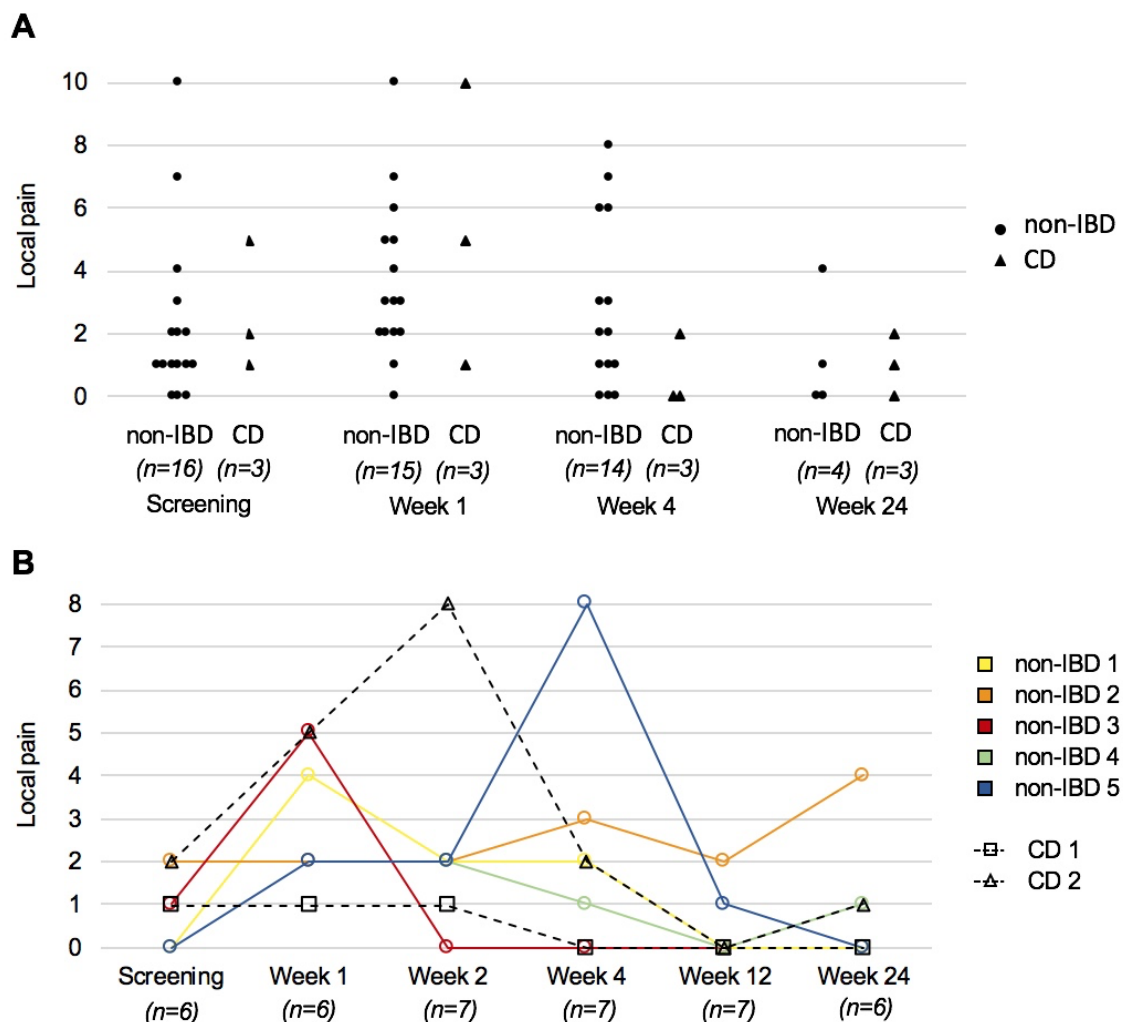 A
Local pain
10
8
6
4
2
0
non-IBD
CD
non-IBD CD non-IBD CD non-IBD CD non-IBD CD
(n=16) (n=3) (n=15) (n=3) (n=14) (n=3) (n=4) (n=3)
Screening Week 1 Week 4 Week 24
B
Local pain
8
7
6
5
4
3
2
1
0
non-IBD 1
non-IBD 2
non-IBD 3
non-IBD 4
non-IBD 5
CD 1
CD 2
Screening Week 1 Week 2 Week 4 Week 12 Week 24
(n=6) (n=6) (n=7) (n=7) (n=7) (n=6)